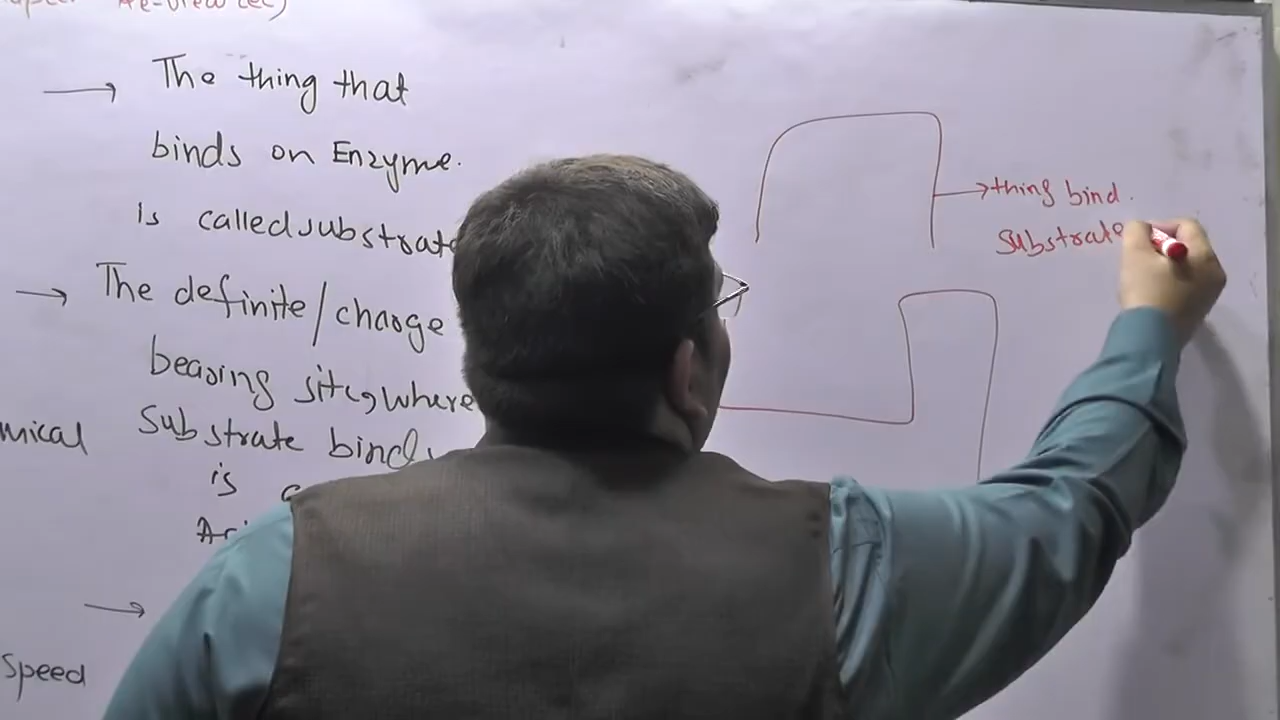 → The thing that
binds on Enzyme.
is called substrate
→ The definite/charge
bearing site, where
mical Substrate binds
is
→
Speed
→ thing bind.
Substrate